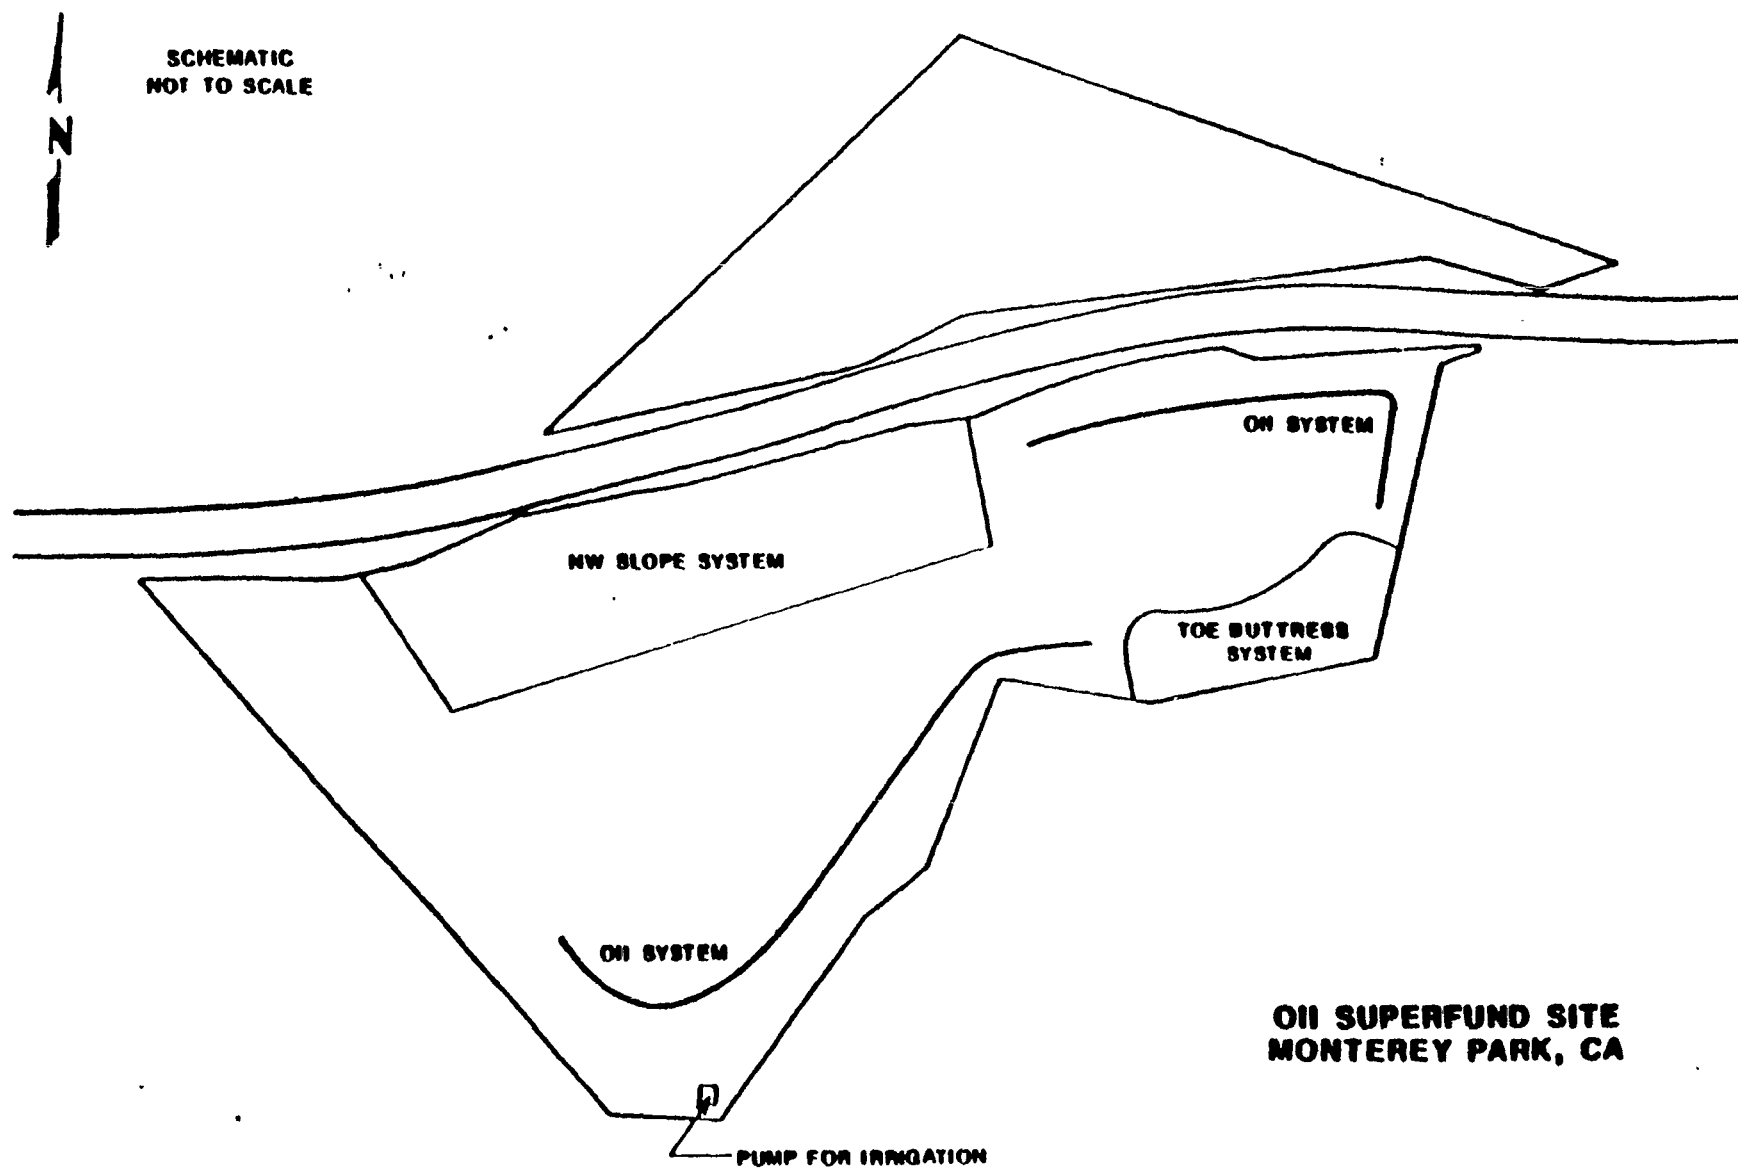 SCHEMATIC
NOT TO SCALE
N
OII SYSTEM
NW SLOPE SYSTEM
TOE BUTTRESS
SYSTEM
OII SYSTEM
OII SUPERFUND SITE
MONTEREY PARK, CA
PUMP FOR IRRIGATION